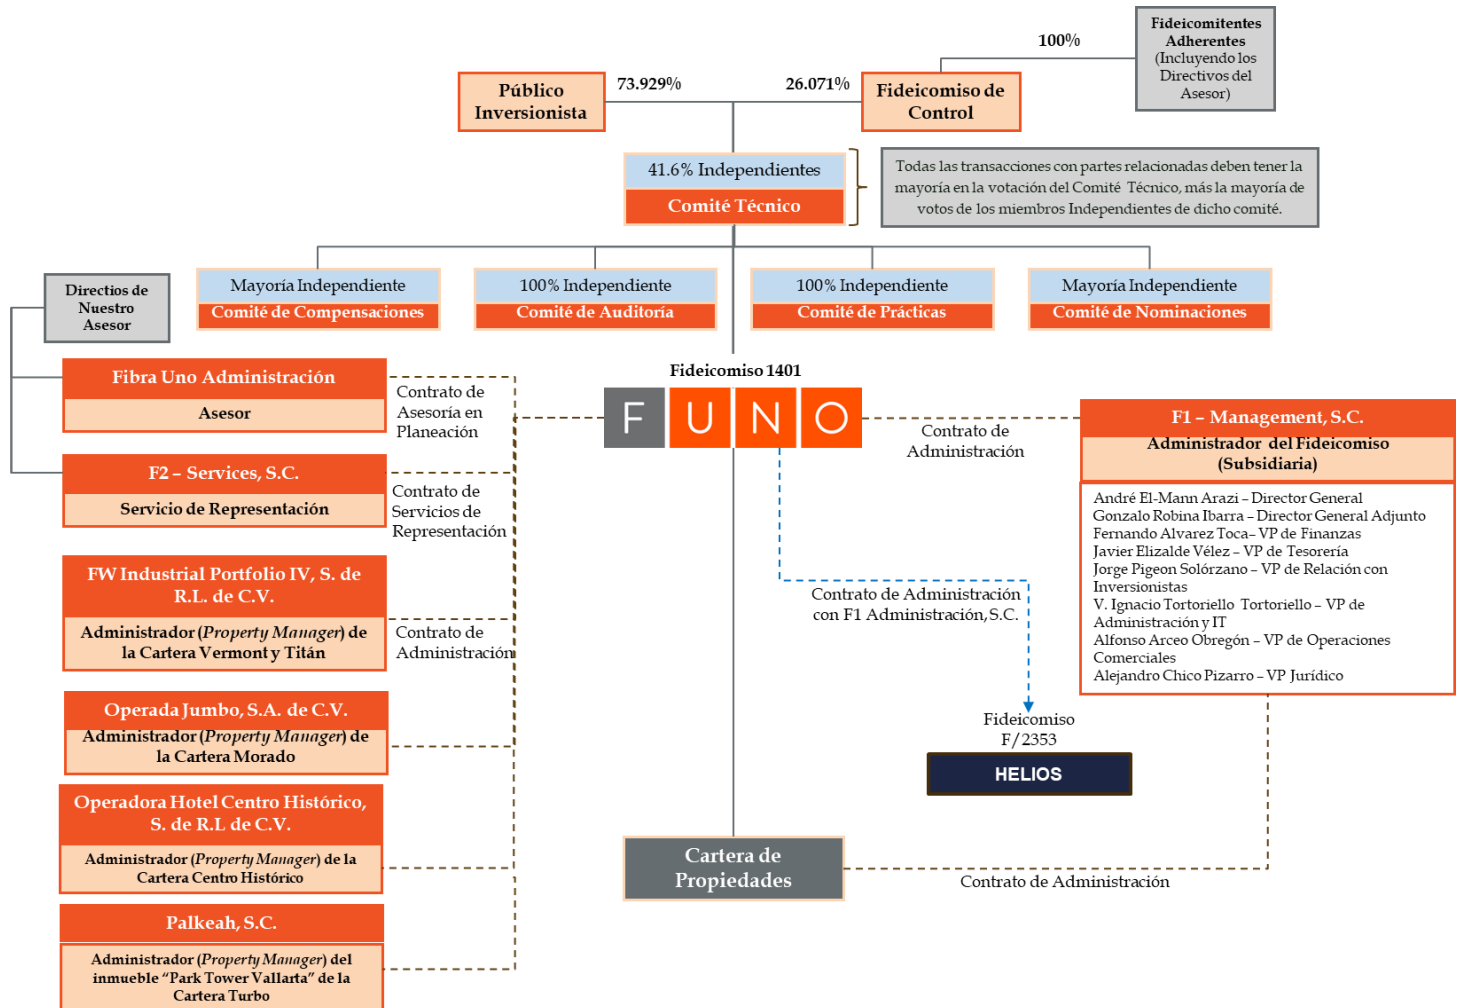 Fideicomitentes
Adherentes
(Incluyendo los
Directivos del
Asesor)
100%
Público
Inversionista
73.929%
26.071%
Fideicomiso de
Control
41.6% Independientes
Comité Técnico
Todas las transacciones con partes relacionadas deben tener la
mayoría en la votación del Comité Técnico, más la mayoría de
votos de los miembros Independientes de dicho comité.
Directios de
Nuestro
Asesor
Mayoría Independiente
Comité de Compensaciones
100% Independiente
Comité de Auditoría
100% Independiente
Comité de Prácticas
Mayoría Independiente
Comité de Nominaciones
Fideicomiso 1401
FUNO
Fibra Uno Administración
Asesor
Contrato de
Asesoría en
Planeación
F2 – Services, S.C.
Servicio de Representación
Contrato de
Servicios de
Representación
FW Industrial Portfolio IV, S. de
R.L. de C.V.
Administrador (Property Manager) de
la Cartera Vermont y Titán
Contrato de
Administración
Operada Jumbo, S.A. de C.V.
Administrador (Property Manager) de
la Cartera Morado
Operadora Hotel Centro Histórico,
S. de R.L de C.V.
Administrador (Property Manager) de la
Cartera Centro Histórico
Palkeah, S.C.
Administrador (Property Manager) del
inmueble “Park Tower Vallarta” de la
Cartera Turbo
Contrato de
Administración
F1 – Management, S.C.
Administrador del Fideicomiso
(Subsidiaria)
André El-Mann Arazi – Director General
Gonzalo Robina Ibarra – Director General Adjunto
Fernando Alvarez Toca– VP de Finanzas
Javier Elizalde Vélez – VP de Tesorería
Jorge Pigeon Solórzano – VP de Relación con
Inversionistas
V. Ignacio Tortoriello Tortoriello – VP de
Administración y IT
Alfonso Arceo Obregón – VP de Operaciones
Comerciales
Alejandro Chico Pizarro – VP Jurídico
Contrato de Administración
con F1 Administración, S.C.
Fideicomiso
F/2353
HELIOS
Cartera de
Propiedades
Contrato de Administración